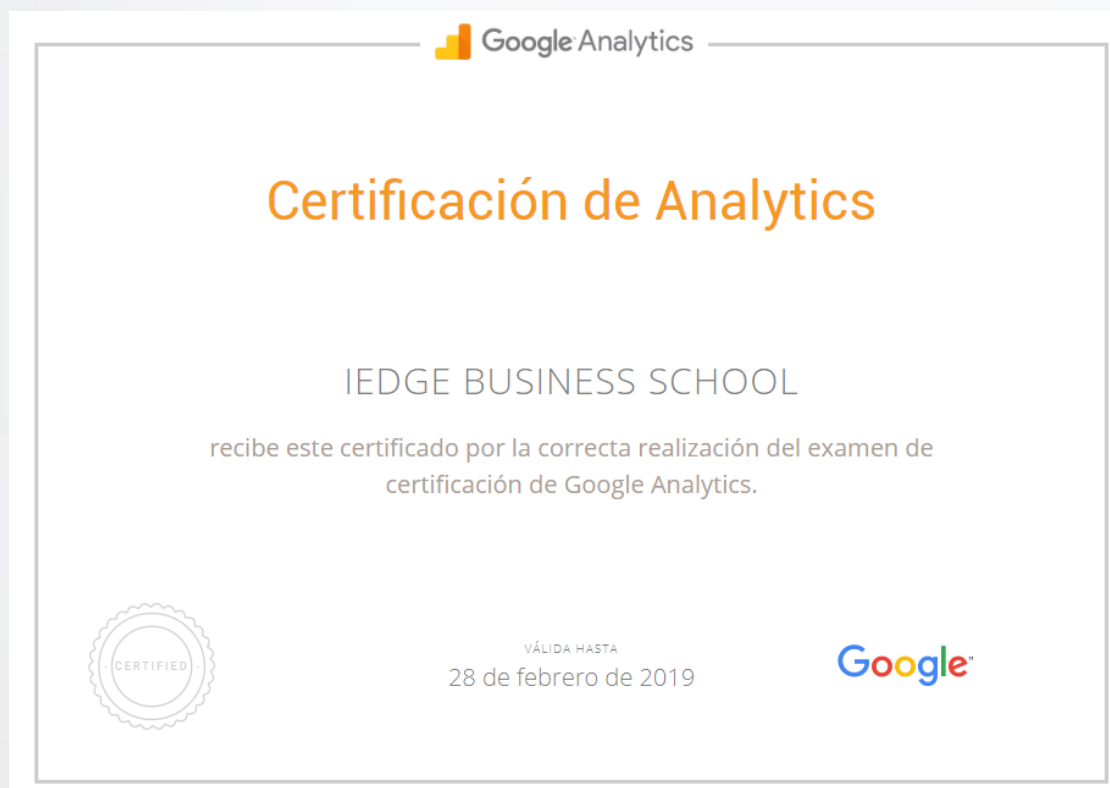 Google Analytics
Certificación de Analytics
IEDGE BUSINESS SCHOOL
recibe este certificado por la correcta realización del examen de
certificación de Google Analytics.
CERTIFIED
VÁLIDA HASTA
28 de febrero de 2019
Google